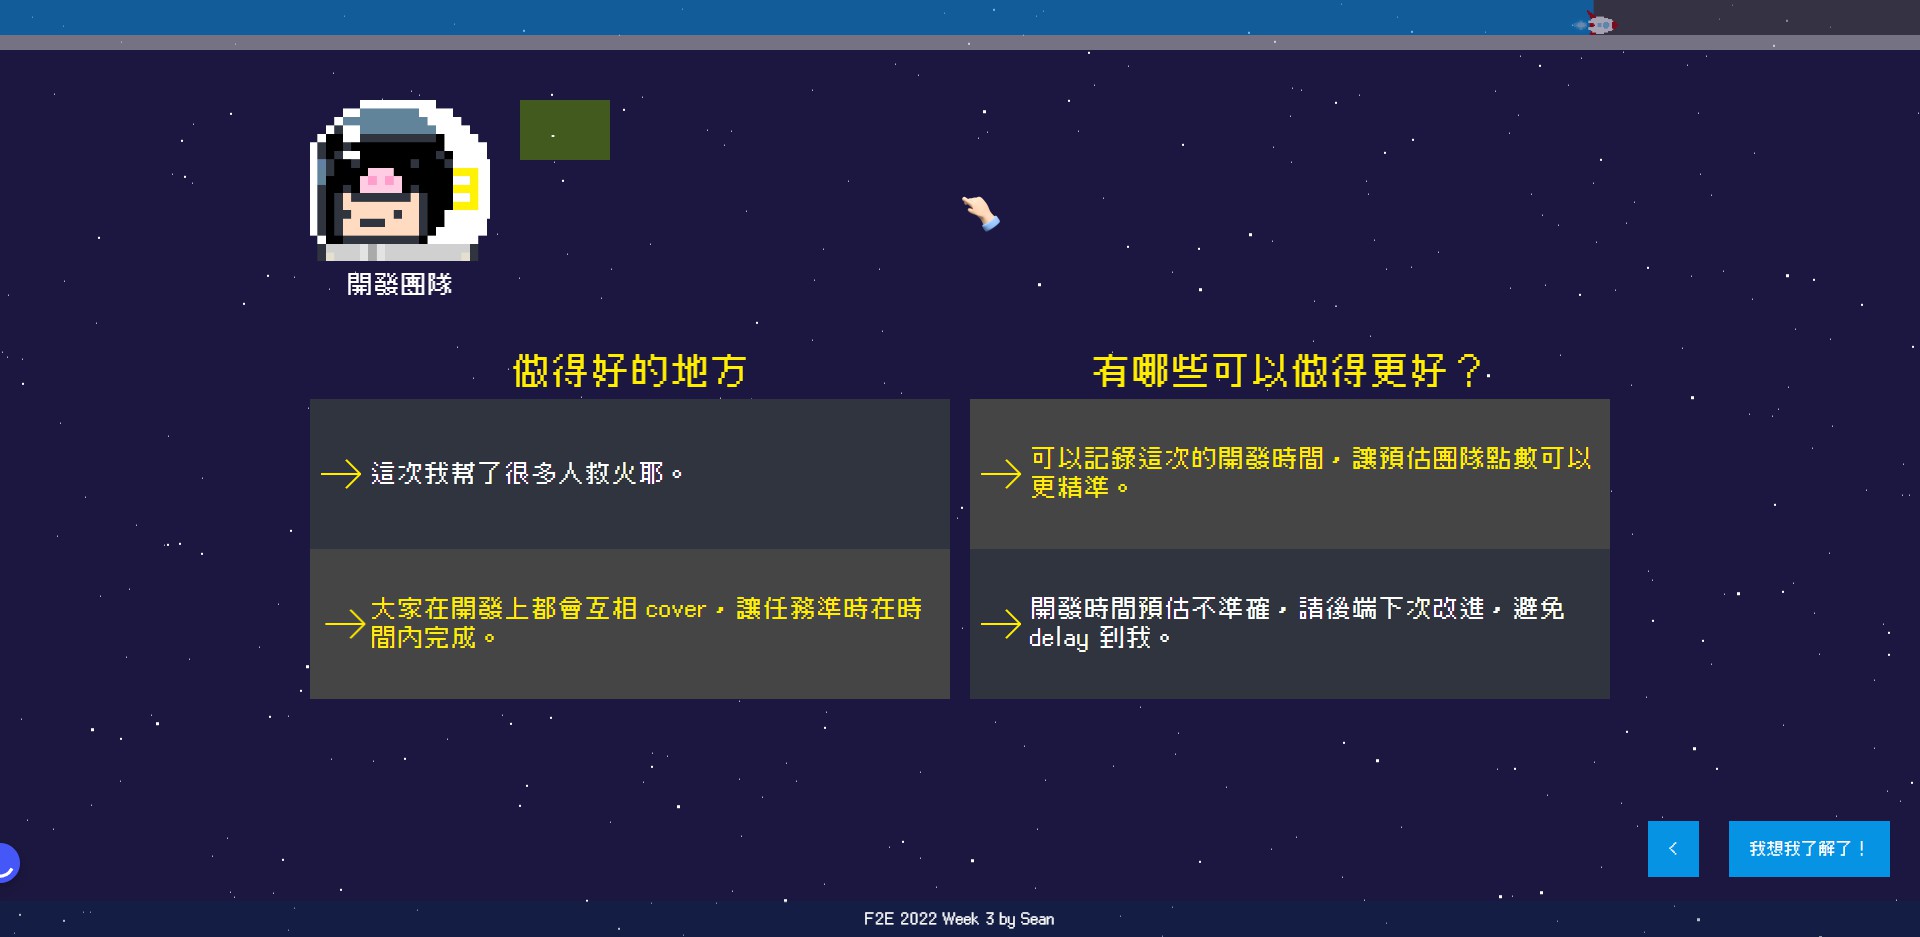 開發團隊
做得好的地方
有哪些可以做得更好？
這次我幫了很多人救火耶。
可以記錄這次的開發時間，讓預估團隊點數可以
更精準。
大家在開發上都會互相 cover，讓任務準時在時
間內完成。
開發時間預估不準確，請後端下次改進，避免
delay 到我。
<
我想我了解了！
F2E 2022 Week 3 by Sean